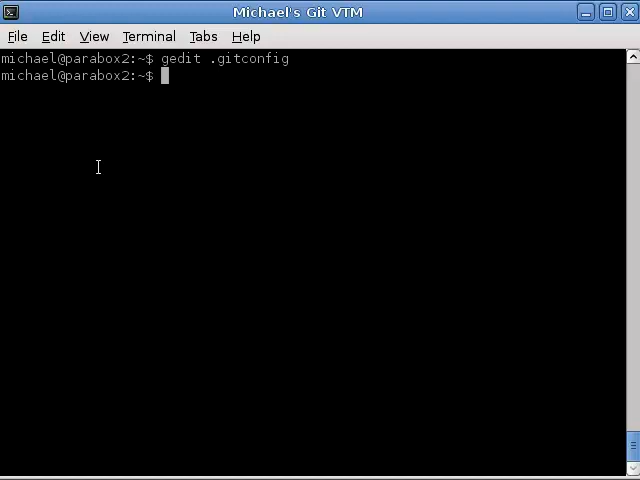 Michael's Git VTM
File Edit View Terminal Tabs Help
michael@parabox2:~$ gedit .gitconfig
michael@parabox2:~$